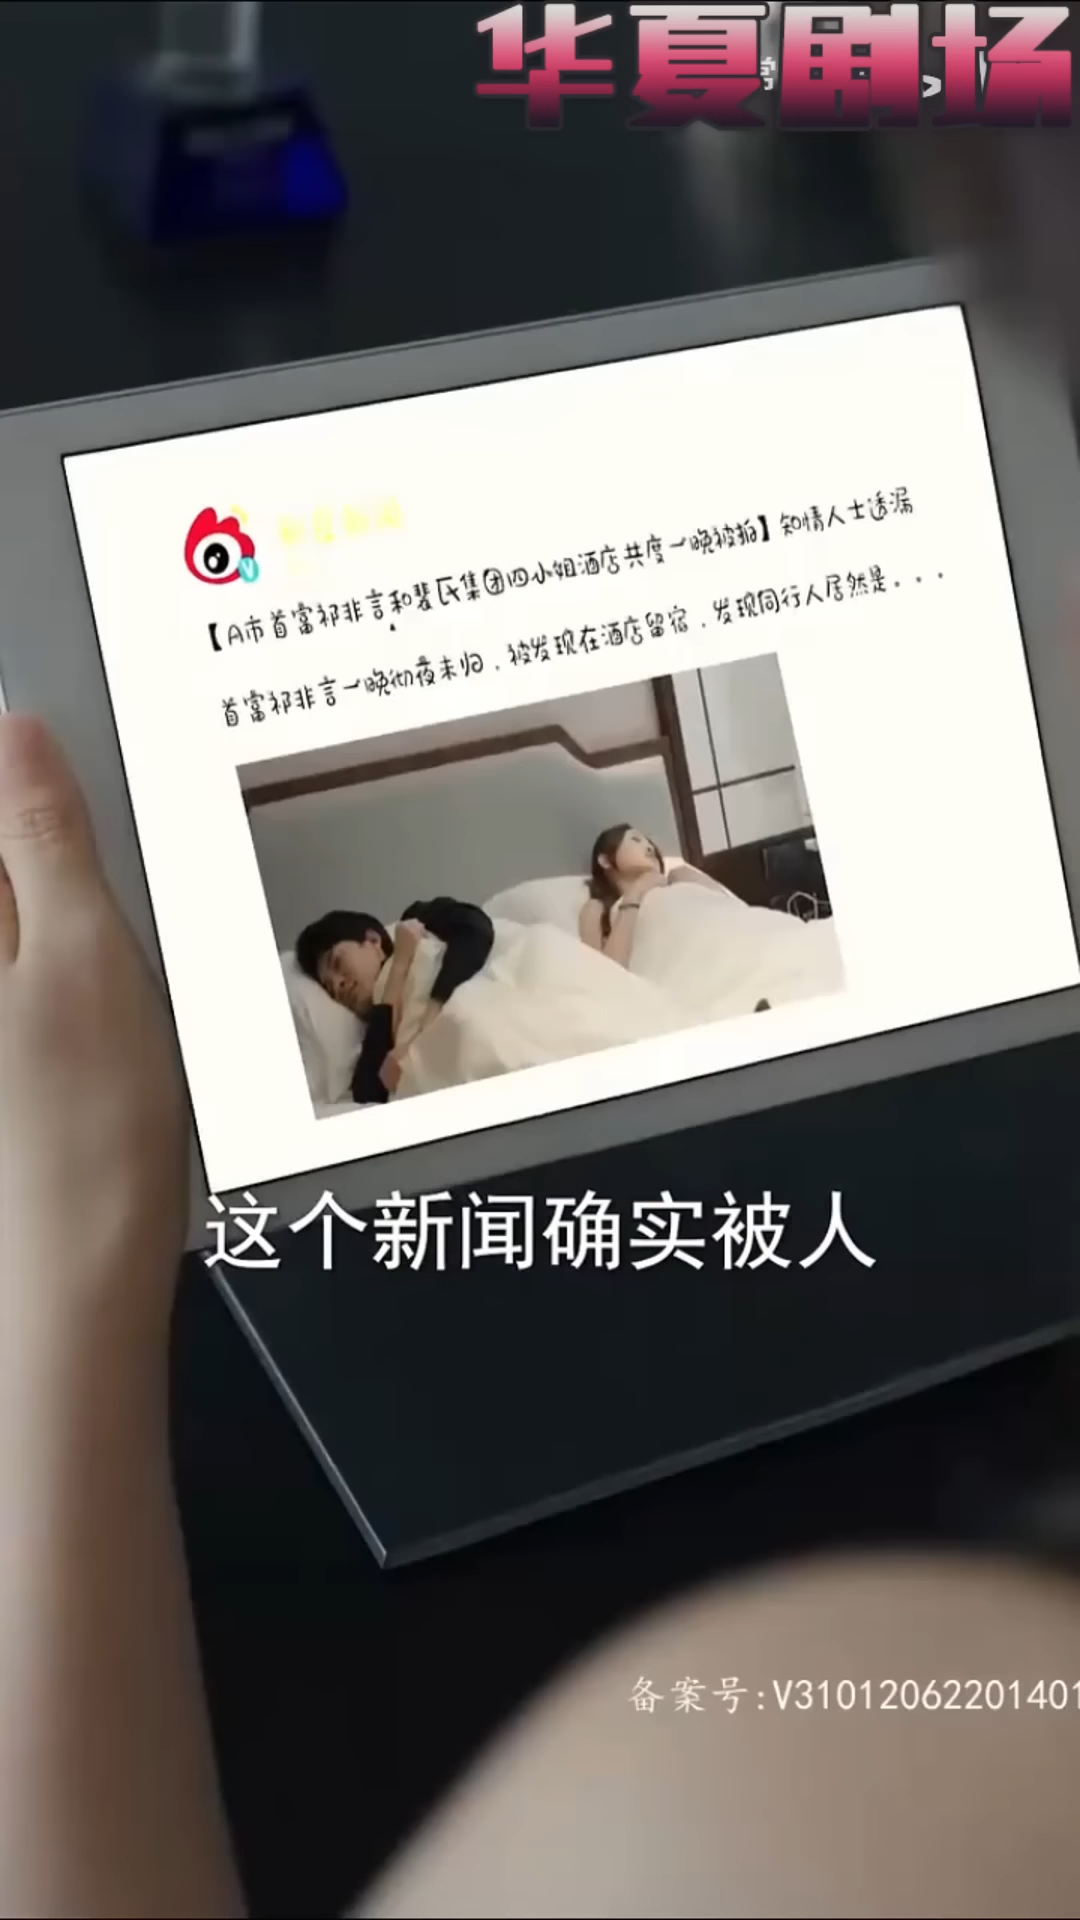 华夏剧场
【A市首富祁非言和裴氏集团四小姐酒店共度一晚被拍】知情人士透漏
首富祁非言一晚彻夜未归，被发现在酒店留宿，发现同行人居然是...
这个新闻确实被人
备案号:V31012062201401